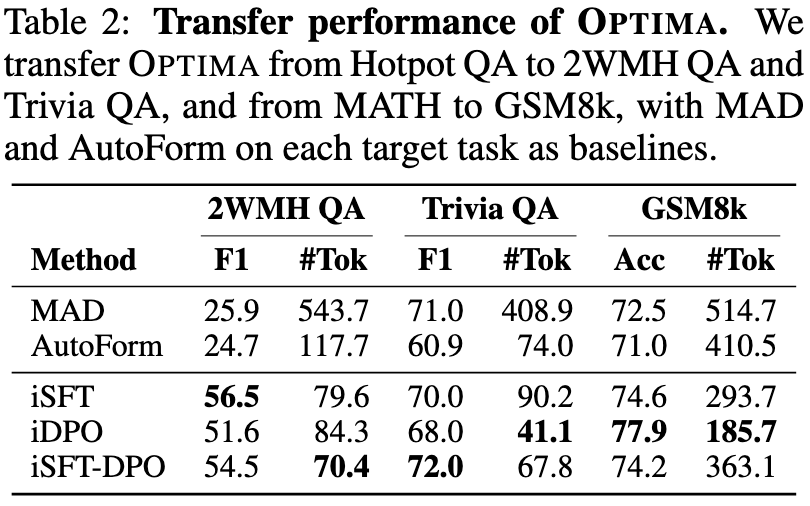 Table 2: Transfer performance of OPTIMA. We
transfer OPTIMA from Hotpot QA to 2WMH QA and
Trivia QA, and from MATH to GSM8k, with MAD
and AutoForm on each target task as baselines.
2WMH QA Trivia QA GSM8k
Method F1 #Tok F1 #Tok Acc #Tok
MAD 25.9 543.7 71.0 408.9 72.5 514.7
AutoForm 24.7 117.7 60.9 74.0 71.0 410.5
iSFT 56.5 79.6 70.0 90.2 74.6 293.7
iDPO 51.6 84.3 68.0 41.1 77.9 185.7
iSFT-DPO 54.5 70.4 72.0 67.8 74.2 363.1